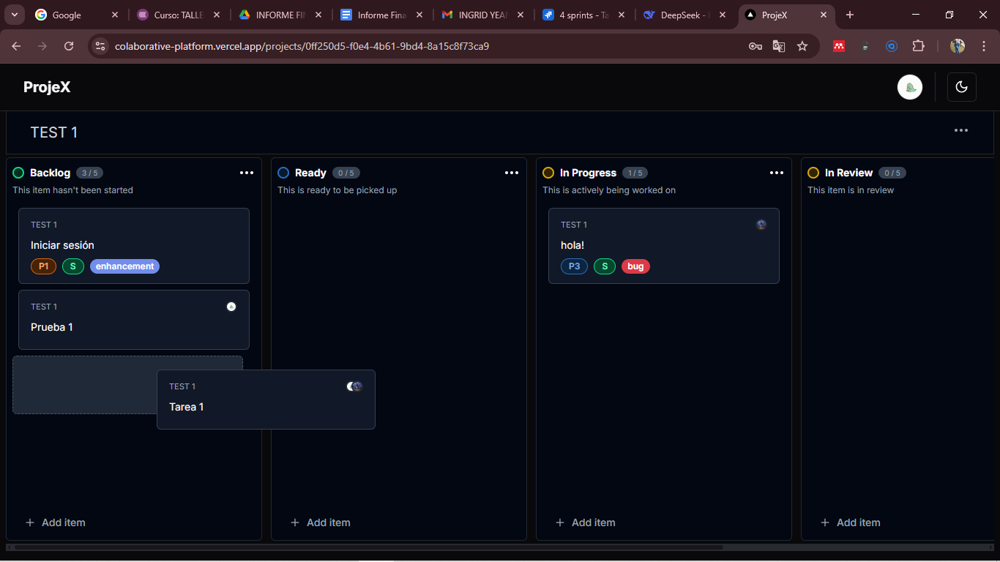 Google
Curso: TALLE
INFORME FI
Informe Fina
INGRID YEA
4 sprints - Ta
DeepSeek -
ProjeX
colaborative-platform.vercel.app/projects/0ff250d5-f0e4-4b61-9bd4-8a15c8f73ca9
ProjeX
TEST 1
Backlog 3 / 5
This item hasn't been started
TEST 1
Iniciar sesión
P1 S enhancement
TEST 1
Prueba 1
TEST 1
Tarea 1
Add item
Ready 0 / 5
This is ready to be picked up
Add item
In Progress 1 / 5
This is actively being worked on
TEST 1
hola!
P3 S bug
Add item
In Review 0 / 5
This item is in review
Add item